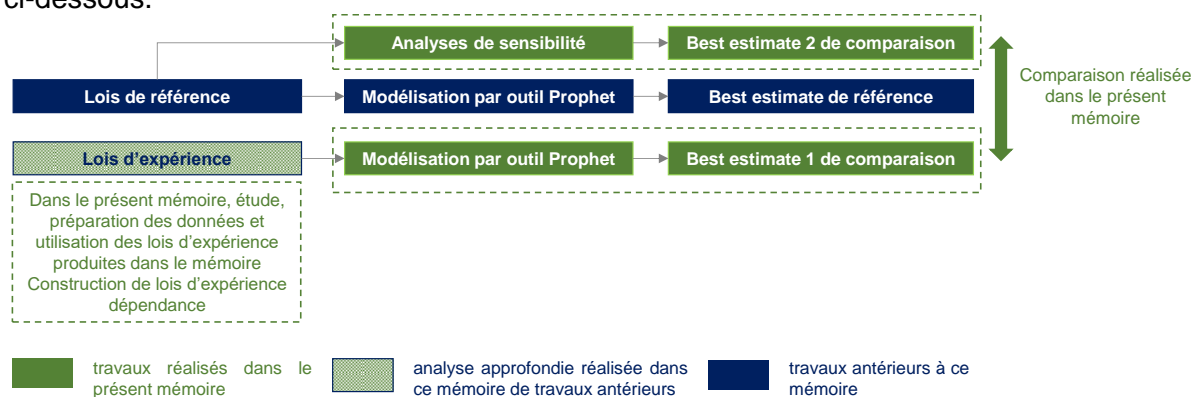 ci-dessous.
Analyses de sensibilité
Best estimate 2 de comparaison
Lois de référence
Modélisation par outil Prophet
Best estimate de référence
Comparaison réalisée
dans le présent
mémoire
Lois d'expérience
Modélisation par outil Prophet
Best estimate 1 de comparaison
Dans le présent mémoire, étude,
préparation des données et
utilisation des lois d'expérience
produites dans le mémoire
Construction de lois d'expérience
dépendance
travaux réalisés dans le
présent mémoire
analyse approfondie réalisée dans
ce mémoire de travaux antérieurs
travaux antérieurs à ce
mémoire